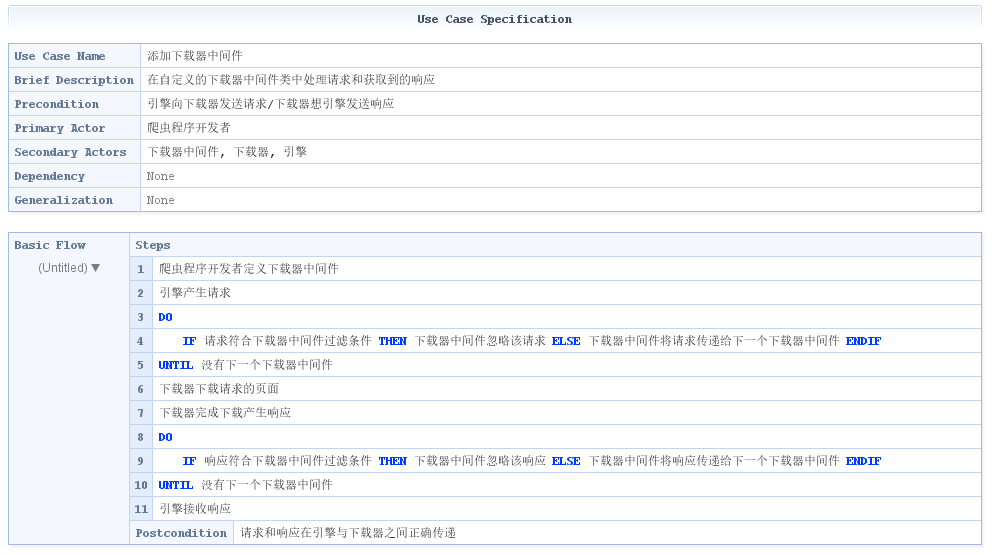 Use Case Specification
Use Case Name 添加下载器中间件
Brief Description 在自定义的下载器中间件类中处理请求和获取到的响应
Precondition 引擎向下载器发送请求/下载器想引擎发送响应
Primary Actor 爬虫程序开发者
Secondary Actors 下载器中间件, 下载器, 引擎
Dependency None
Generalization None
Basic Flow Steps
(Untitled) ▼
1 爬虫程序开发者定义下载器中间件
2 引擎产生请求
3 DO
4 IF 请求符合下载器中间件过滤条件 THEN 下载器中间件忽略该请求 ELSE 下载器中间件将请求传递给下一个下载器中间件 ENDIF
5 UNTIL 没有下一个下载器中间件
6 下载器下载请求的页面
7 下载器完成下载产生响应
8 DO
9 IF 响应符合下载器中间件过滤条件 THEN 下载器中间件忽略该响应 ELSE 下载器中间件将响应传递给下一个下载器中间件 ENDIF
10 UNTIL 没有下一个下载器中间件
11 引擎接收响应
Postcondition 请求和响应在引擎与下载器之间正确传递